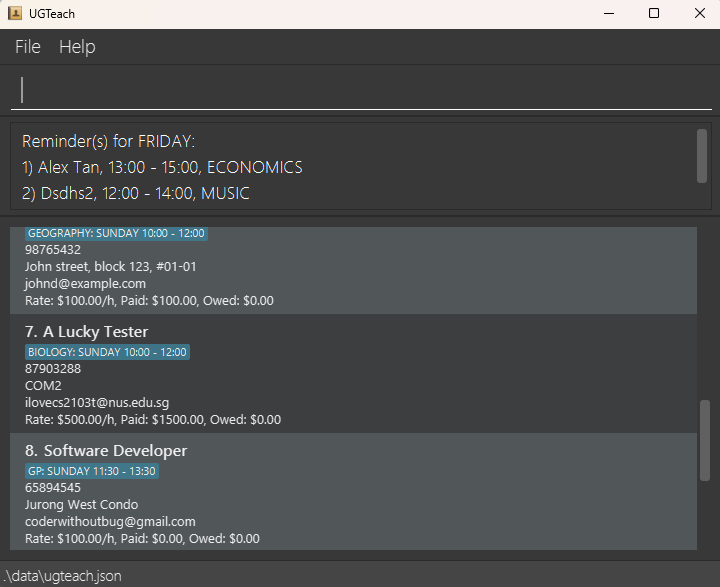 UGTeach
File Help
Reminder(s) for FRIDAY:
1) Alex Tan, 13:00 - 15:00, ECONOMICS
2) Dsdhs2, 12:00 - 14:00, MUSIC
GEOGRAPHY: SUNDAY 10:00 - 12:00
98765432
John street, block 123, #01-01
johnd@example.com
Rate: $100.00/h, Paid: $100.00, Owed: $0.00
7. A Lucky Tester
BIOLOGY: SUNDAY 10:00 - 12:00
87903288
COM2
ilovecs2103t@nus.edu.sg
Rate: $500.00/h, Paid: $1500.00, Owed: $0.00
8. Software Developer
GP: SUNDAY 11:30 - 13:30
65894545
Jurong West Condo
coderwithoutbug@gmail.com
Rate: $100.00/h, Paid: $0.00, Owed: $0.00
.\data\ugteach.json